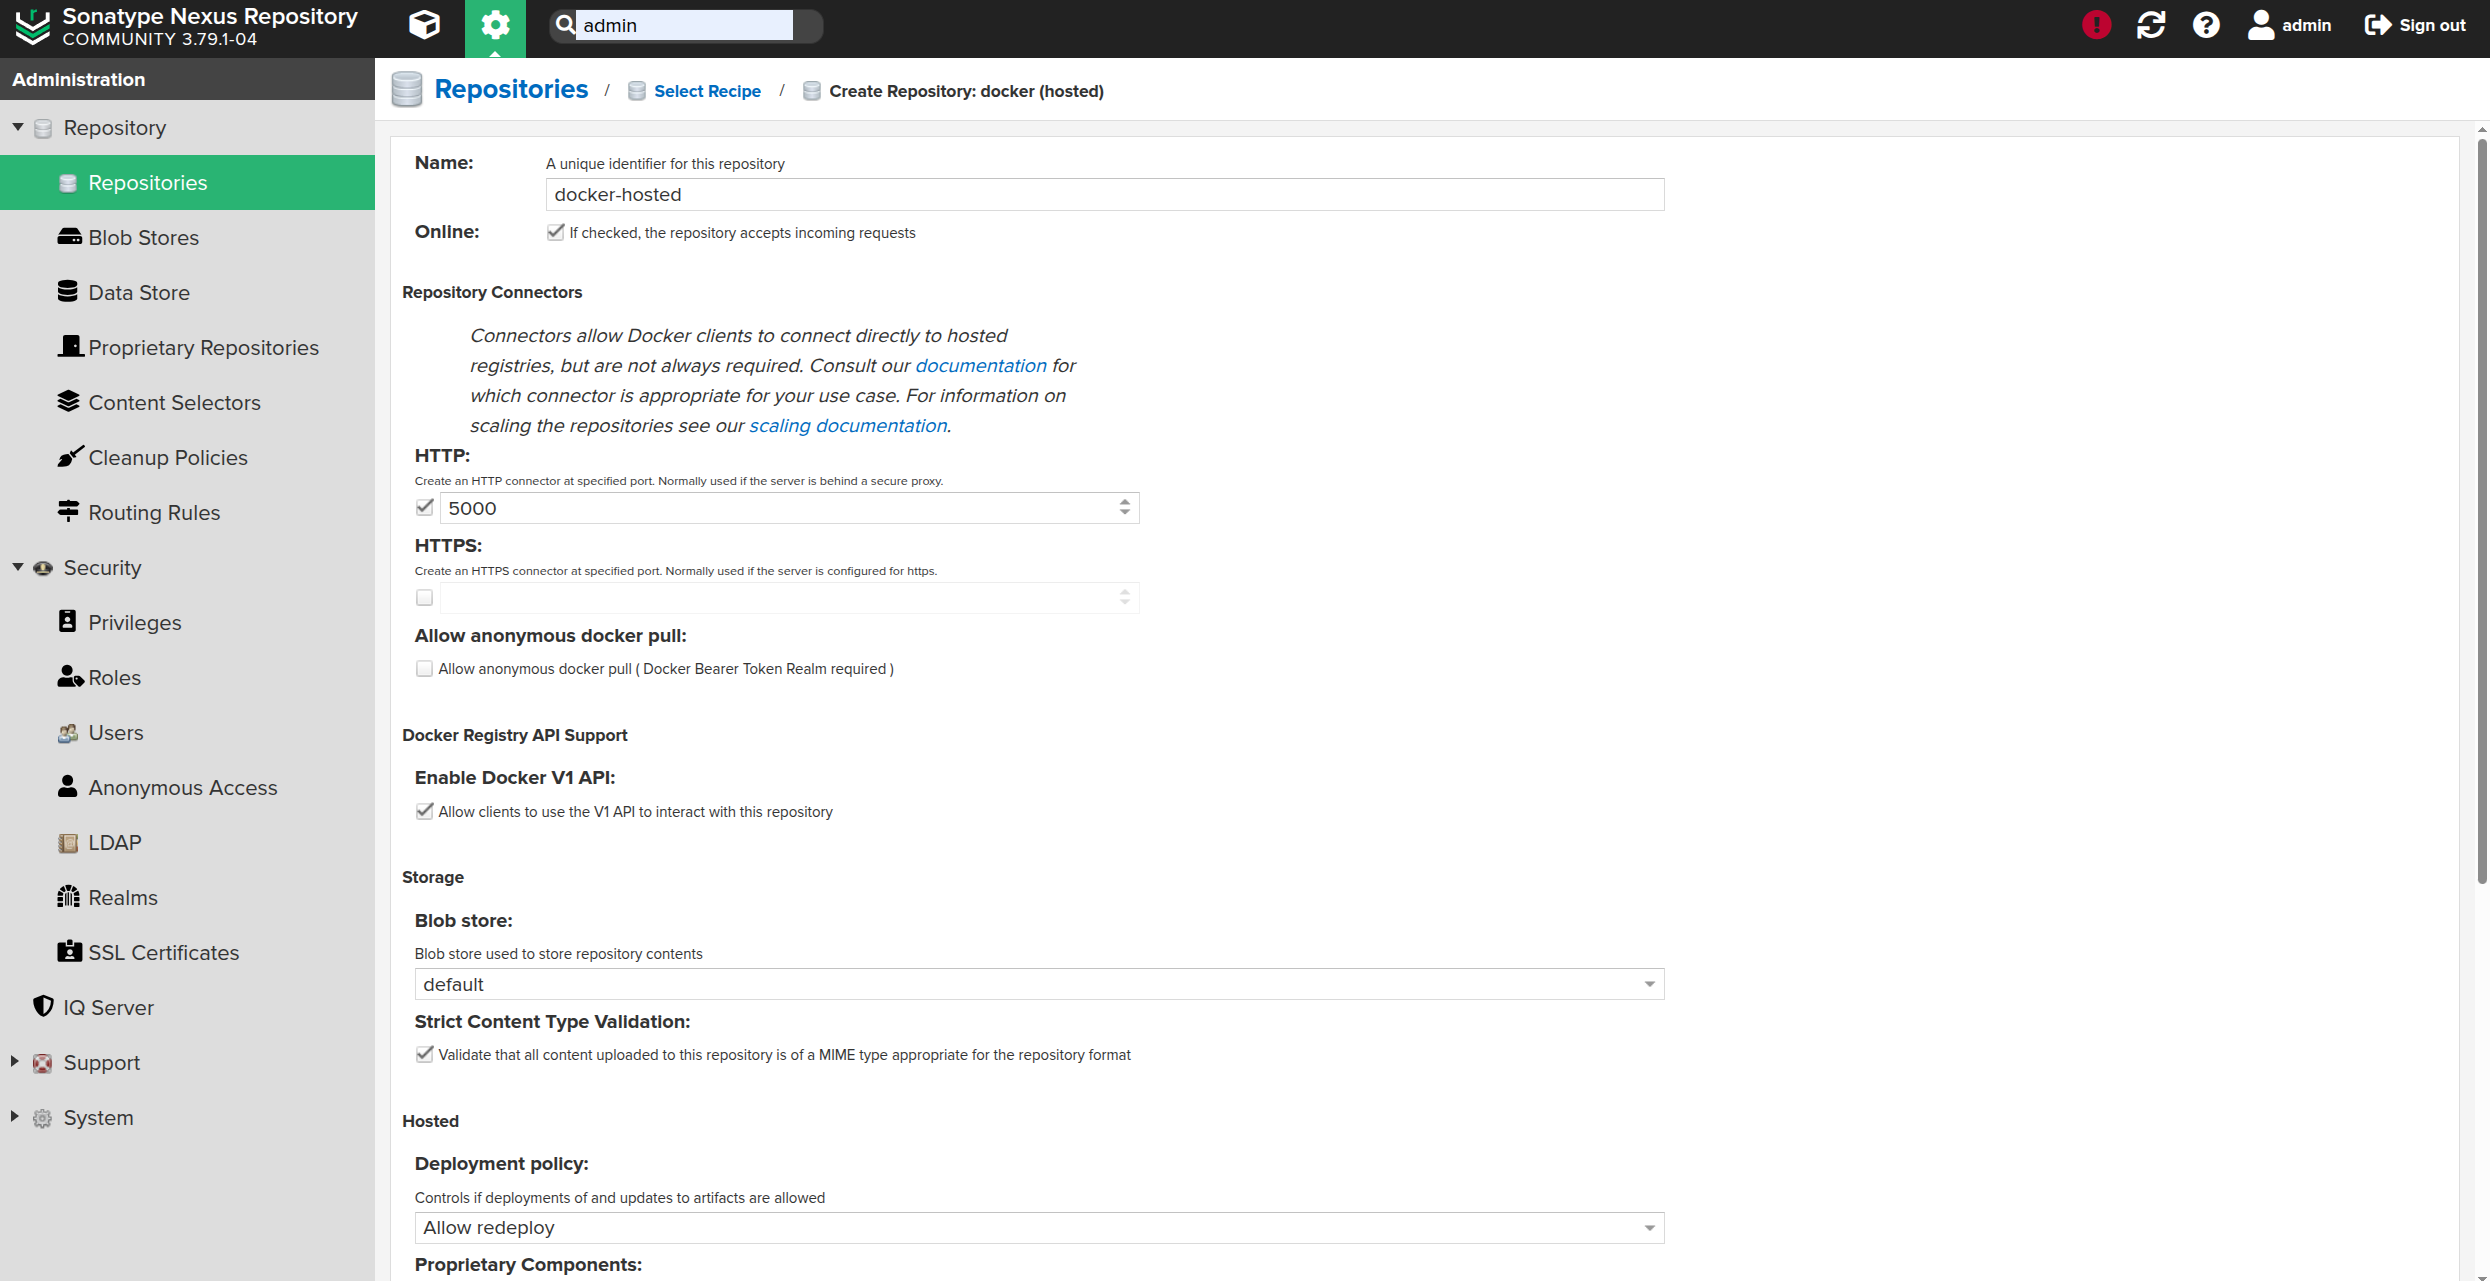 Sonatype Nexus Repository
COMMUNITY 3.79.1-04
admin
admin
Sign out
Administration
Repository
Repositories
Blob Stores
Data Store
Proprietary Repositories
Content Selectors
Cleanup Policies
Routing Rules
Security
Privileges
Roles
Users
Anonymous Access
LDAP
Realms
SSL Certificates
IQ Server
Support
System
Repositories / Select Recipe / Create Repository: docker (hosted)
Name: A unique identifier for this repository
docker-hosted
Online: If checked, the repository accepts incoming requests
Repository Connectors
Connectors allow Docker clients to connect directly to hosted
registries, but are not always required. Consult our documentation for
which connector is appropriate for your use case. For information on
scaling the repositories see our scaling documentation.
HTTP:
Create an HTTP connector at specified port. Normally used if the server is behind a secure proxy.
5000
HTTPS:
Create an HTTPS connector at specified port. Normally used if the server is configured for https.
Allow anonymous docker pull:
Allow anonymous docker pull ( Docker Bearer Token Realm required )
Docker Registry API Support
Enable Docker V1 API:
Allow clients to use the V1 API to interact with this repository
Storage
Blob store:
Blob store used to store repository contents
default
Strict Content Type Validation:
Validate that all content uploaded to this repository is of a MIME type appropriate for the repository format
Hosted
Deployment policy:
Controls if deployments of and updates to artifacts are allowed
Allow redeploy
Proprietary Components: